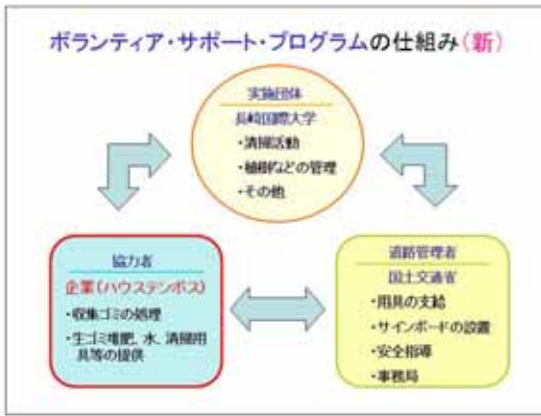 ボランティア・サポート・プログラムの仕組み(新)
実施団体
長崎国際大学
・清掃活動
・植樹などの管理
・その他
協力者
企業(ハウステンボス)
・収集ゴミの処理
・生ゴミ堆肥、水、清掃用
具等の提供
道路管理者
国土交通省
・用具の支給
・サインボードの設置
・安全指導
・事務局